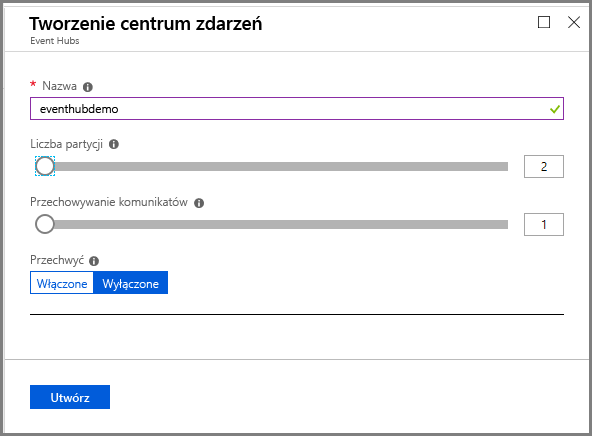 Tworzenie centrum zdarzeń
Event Hubs
* Nazwa
eventhubdemo
Liczba partycji
2
Przechowywanie komunikatów
1
Przechwyć
Włączone Wyłączone
Utwórz